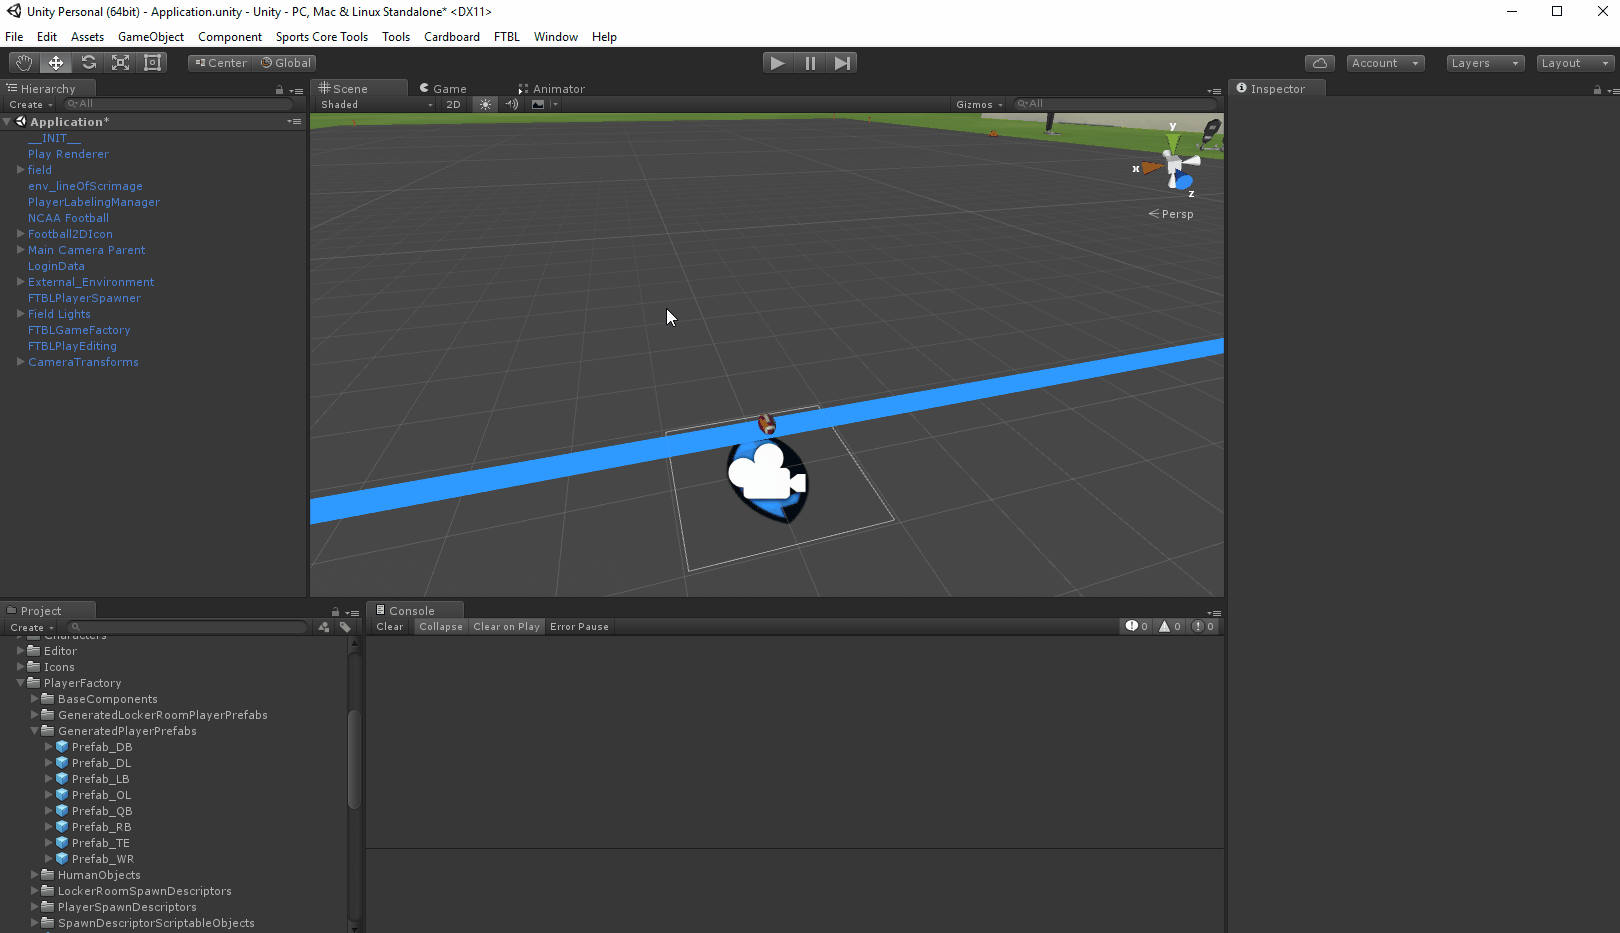 Unity Personal (64bit) - Application.unity - Unity - PC, Mac & Linux Standalone* <DX11>
File Edit Assets GameObject Component Sports Core Tools Tools Cardboard FTBL Window Help
Center Global Account Layers Layout
Hierarchy
Create All
Application*
__INIT__
Play Renderer
field
env_lineOfScrimage
PlayerLabelingManager
NCAA Football
Football2DIcon
Main Camera Parent
LoginData
External_Environment
FTBLPlayerSpawner
Field Lights
FTBLGameFactory
FTBLPlayEditing
CameraTransforms
Scene Game Animator
Shaded 2D Gizmos All
y
x
z
Persp
Inspector
Project
Create
Characters
Editor
Icons
PlayerFactory
BaseComponents
GeneratedLockerRoomPlayerPrefabs
GeneratedPlayerPrefabs
Prefab_DB
Prefab_DL
Prefab_LB
Prefab_OL
Prefab_QB
Prefab_RB
Prefab_TE
Prefab_WR
HumanObjects
LockerRoomSpawnDescriptors
PlayerSpawnDescriptors
SpawnDescriptorScriptableObjects
Console
Clear Collapse Clear on Play Error Pause 0 0 0